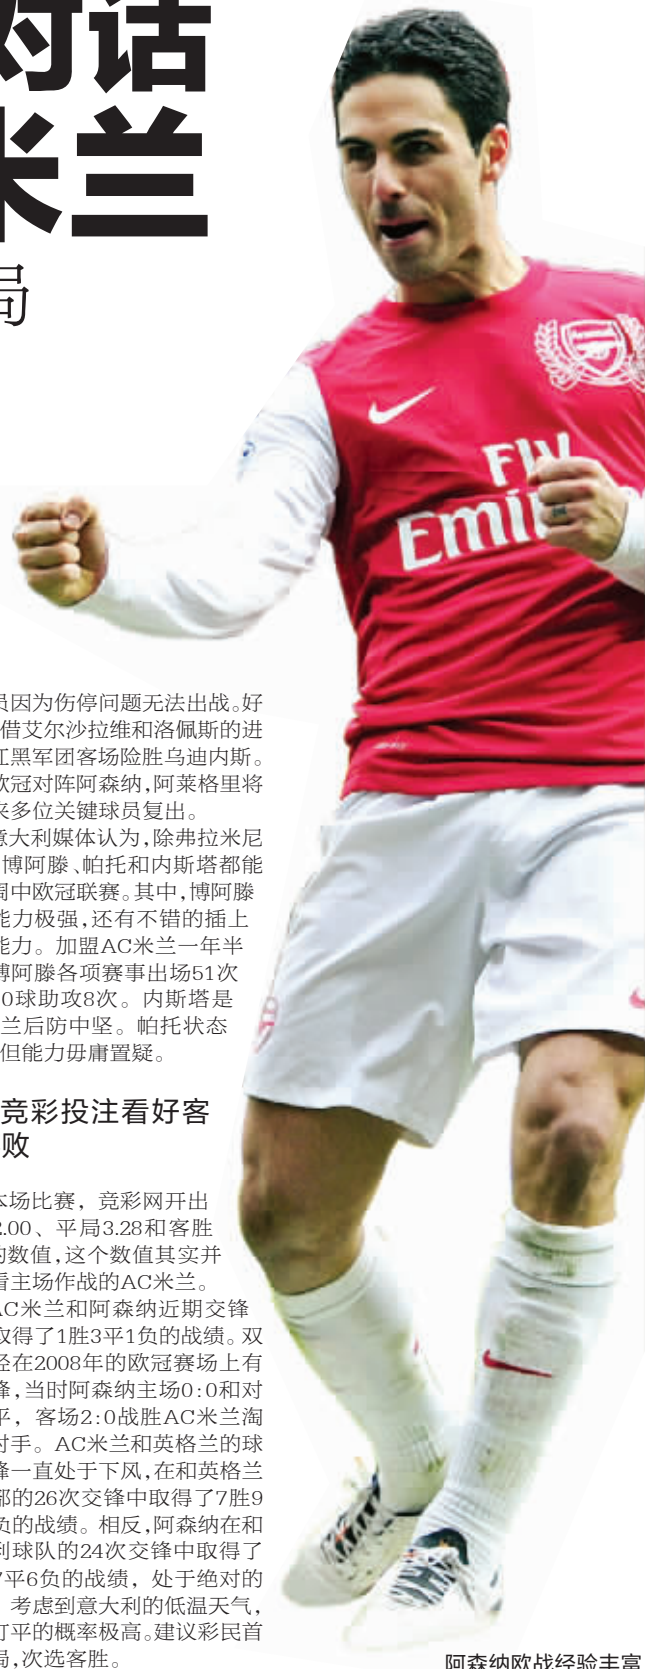 对话
米兰
局
员因为伤停问题无法出战。好
借艾尔沙拉维和洛佩斯的进
红黑军团客场险胜乌迪内斯。
欧冠对阵阿森纳,阿莱格里将
来多位关键球员复出。
意大利媒体认为,除弗拉米尼
博阿滕、帕托和内斯塔都能
周中欧冠联赛。其中,博阿滕
能力极强,还有不错的插上
能力。加盟AC米兰一年半
博阿滕各项赛事出场51次
0球助攻8次。内斯塔是
兰后防中坚。帕托状态
但能力毋庸置疑。
竞彩投注看好客
败
本场比赛，竞彩网开出
2.00、平局3.28和客胜
的数值,这个数值其实并
看主场作战的AC米兰。
AC米兰和阿森纳近期交锋
取得了1胜3平1负的战绩。双
经在2008年的欧冠赛场上有
锋,当时阿森纳主场0:0和对
平，客场2:0战胜AC米兰淘
对手。AC米兰和英格兰的球
锋一直处于下风,在和英格兰
部的26次交锋中取得了7胜9
负的战绩。相反,阿森纳在和
利球队的24次交锋中取得了
7平6负的战绩，处于绝对的
考虑到意大利的低温天气,
打平的概率极高。建议彩民首
局,次选客胜。
Arsenal
Fly
Emi
阿森纳欧战经验丰富